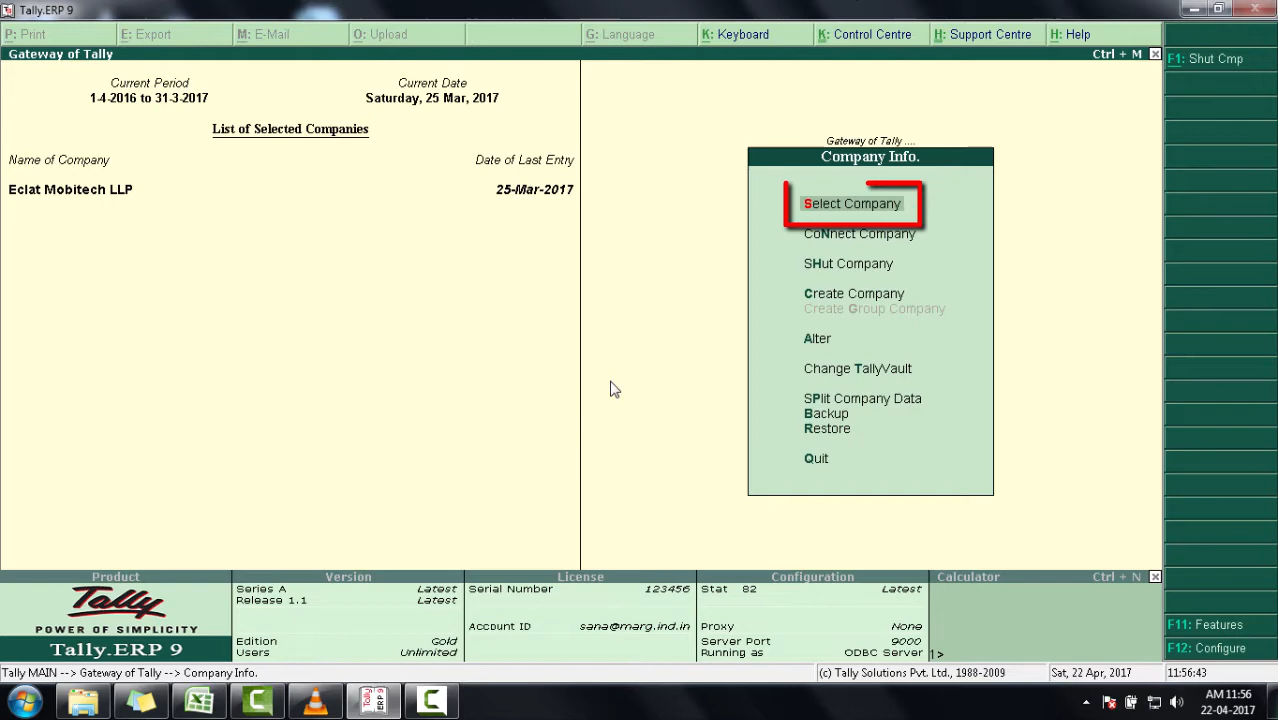 Tally.ERP 9
P: Print
E: Export
M: E-Mail
O: Upload
G: Language
K: Keyboard
K: Control Centre
H: Support Centre
H: Help
Gateway of Tally
Ctrl + M
F1: Shut Cmp
Current Period
Current Date
1-4-2016 to 31-3-2017
Saturday, 25 Mar, 2017
List of Selected Companies
Name of Company
Date of Last Entry
Eclat Mobitech LLP
25-Mar-2017
Gateway of Tally ....
Company Info.
Select Company
CoNnect Company
SHut Company
Create Company
Create Group Company
Alter
Change TallyVault
SPlit Company Data
Backup
Restore
Quit
Product
Version
License
Configuration
Calculator
Ctrl + N
Tally
POWER OF SIMPLICITY
Tally.ERP 9
Series A Latest
Release 1.1 Latest
Edition Gold
Users Unlimited
Serial Number 123456
Account ID sana@marg.ind.in
Stat 82 Latest
Proxy None
Server Port 9000
Running as ODBC Server
1>
F11: Features
F12: Configure
Tally MAIN --> Gateway of Tally --> Company Info.
(c) Tally Solutions Pvt. Ltd., 1988-2009
Sat, 22 Apr, 2017
11:56:43
AM 11:56
22-04-2017